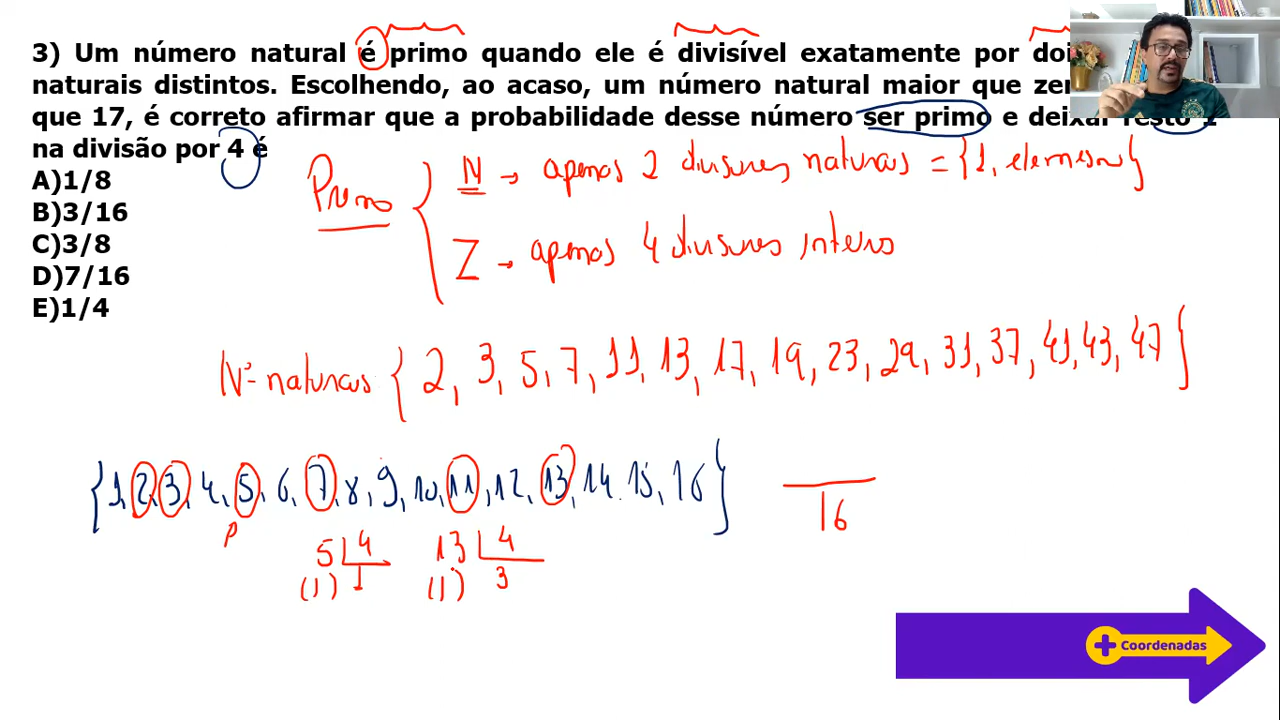 3) Um número natural é primo quando ele é divisível exatamente por
naturais distintos. Escolhendo, ao acaso, um número natural maior que
que 17, é correto afirmar que a probabilidade desse número ser primo e deixar resto 1
na divisão por 4 é
A)1/8
B)3/16
C)3/8
D)7/16
E)1/4
Primo
N → apenas 2 divisores naturais = {1, ele mesmo}
Z → apenas 4 divisores inteiro
Nº naturais {2, 3, 5, 7, 11, 13, 17, 19, 23, 29, 31, 37, 41, 43, 47}
{1, 2, 3, 4, 5, 6, 7, 8, 9, 10, 11, 12, 13, 14, 15, 16}
16
P
5 4
(1) 1
13 4
(1) 3
+ Coordenadas